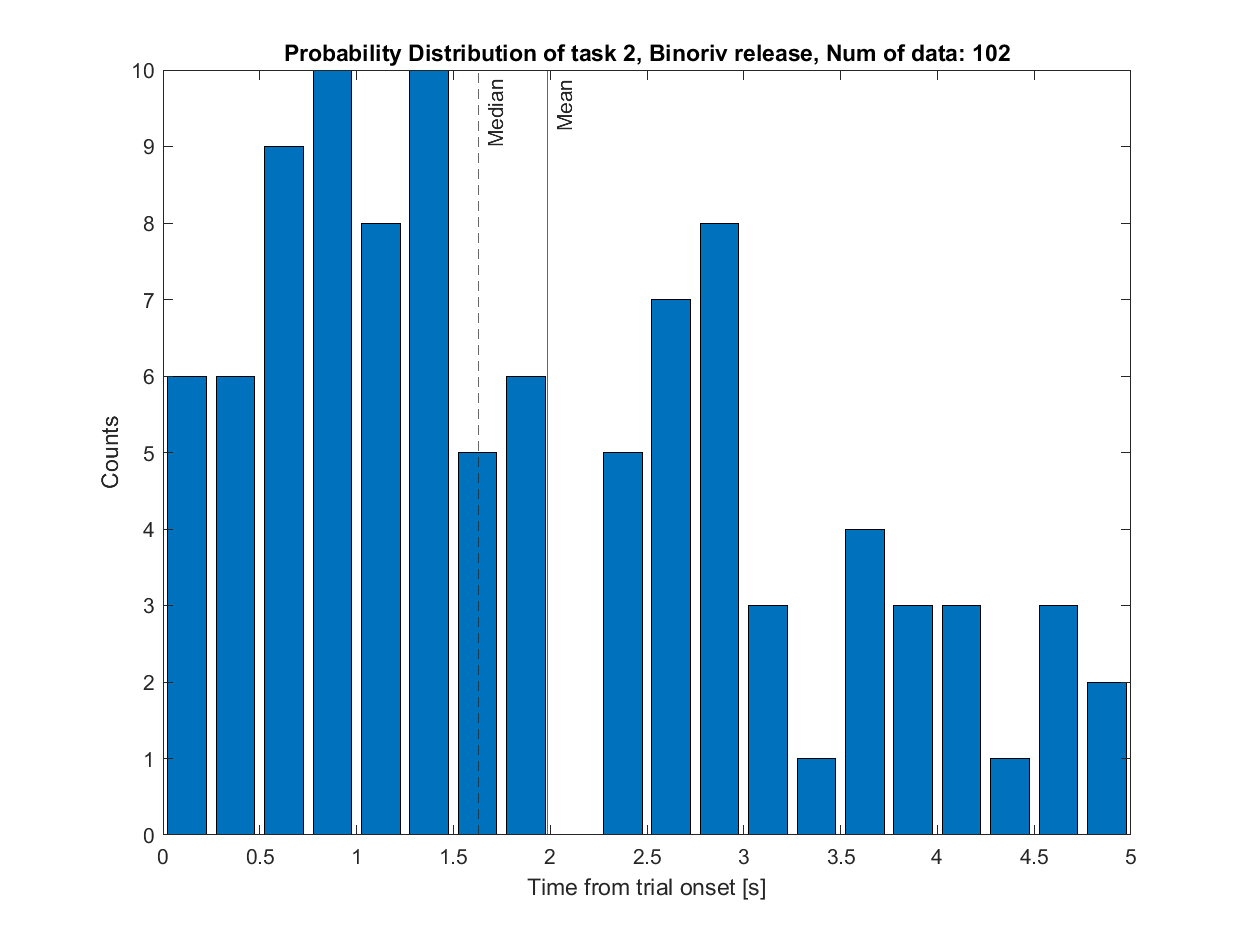 Probability Distribution of task 2, Binoriv release, Num of data: 102
10
9
8
7
6
5
4
3
2
1
0
Counts
Median
Mean
0 0.5 1 1.5 2 2.5 3 3.5 4 4.5 5
Time from trial onset [s]